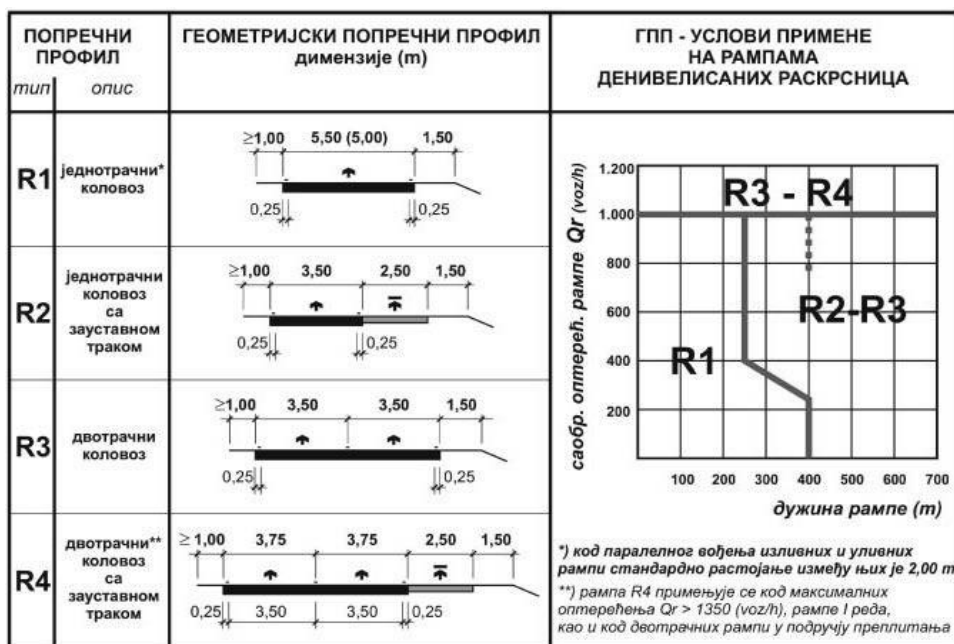 ПОПРЕЧНИ ПРОФИЛ
тип опис
ГЕОМЕТРИЈСКИ ПОПРЕЧНИ ПРОФИЛ
димензије (m)
ГПП - УСЛОВИ ПРИМЕНЕ
НА РАМПАМА
ДЕНИВЕЛИСАНИХ РАСКРСНИЦА
R1
једнотрачни*
коловоз
≥1,00 5,50 (5,00) 1,50
0,25 0,25
R2
једнотрачни
коловоз
са
зауставном
траком
≥1,00 3,50 2,50 1,50
0,25 0,25
R3
двотрачни
коловоз
≥1,00 3,50 3,50 1,50
0,25 0,25
R4
двотрачни**
коловоз
са
зауставном
траком
≥ 1,00 3,75 3,75 2,50 1,50
0,25 3,50 3,50 0,25
саобр. оптерећ. рампе Qr (voz/h)
1.200
1.000
800
600
400
200
R3 - R4
R2-R3
R1
100 200 300 400 500 600 700
дужина рампе (m)
*) код паралелног вођења изливних и уливних
рампи стандардно растојање између њих је 2,00 m
**) рампа R4 примењује се код максималних
оптерећења Qr > 1350 (voz/h), рампе I реда,
као и код двотрачних рампи у подручју преплитања